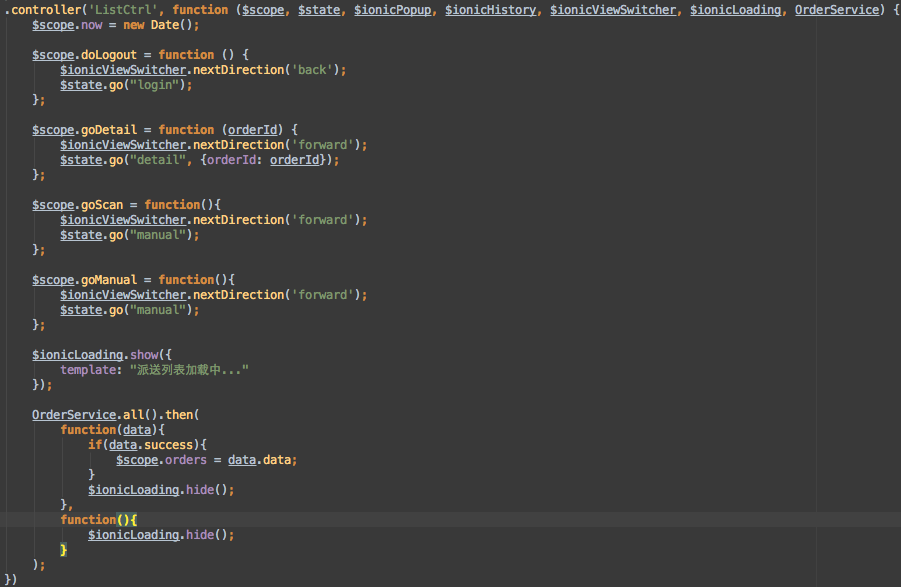 .controller('ListCtrl', function ($scope, $state, $ionicPopup, $ionicHistory, $ionicViewSwitcher, $ionicLoading, OrderService) {
    $scope.now = new Date();

    $scope.doLogout = function () {
        $ionicViewSwitcher.nextDirection('back');
        $state.go("login");
    };

    $scope.goDetail = function (orderId) {
        $ionicViewSwitcher.nextDirection('forward');
        $state.go("detail", {orderId: orderId});
    };

    $scope.goScan = function(){
        $ionicViewSwitcher.nextDirection('forward');
        $state.go("manual");
    };

    $scope.goManual = function(){
        $ionicViewSwitcher.nextDirection('forward');
        $state.go("manual");
    };

    $ionicLoading.show({
        template: "派送列表加载中..."
    });

    OrderService.all().then(
        function(data){
            if(data.success){
                $scope.orders = data.data;
            }
            $ionicLoading.hide();
        },
        function(){
            $ionicLoading.hide();
        }
    );
})